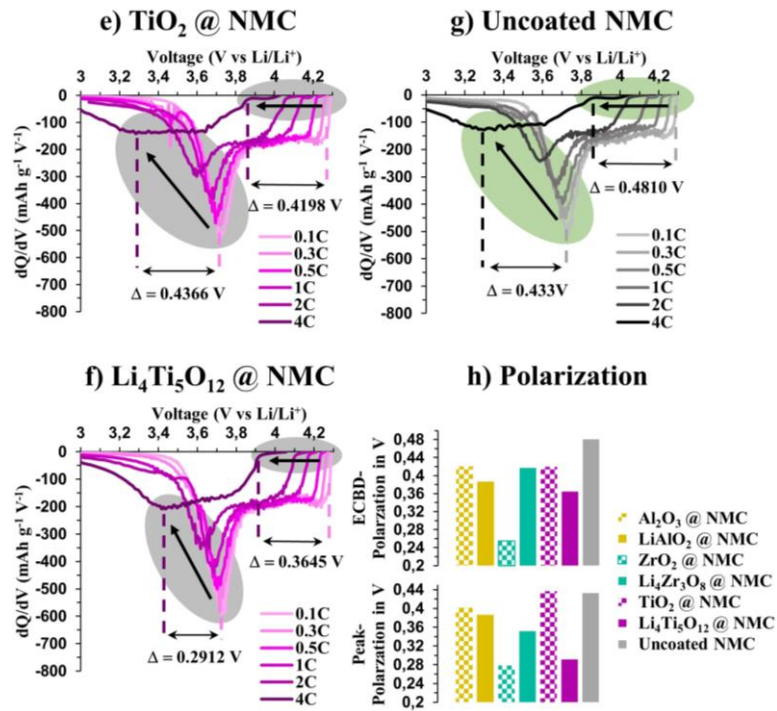 e) TiO₂ @ NMC
Voltage (V vs Li/Li⁺)
3 3,2 3,4 3,6 3,8 4 4,2
0
-100
-200
-300
-400
-500
-600
-700
-800
dQ/dV (mAh g⁻¹ V⁻¹)
Δ = 0.4198 V
Δ = 0.4366 V
0.1C
0.3C
0.5C
1C
2C
4C
g) Uncoated NMC
Voltage (V vs Li/Li⁺)
3 3,2 3,4 3,6 3,8 4 4,2
0
-100
-200
-300
-400
-500
-600
-700
-800
dQ/dV (mAh g⁻¹ V⁻¹)
Δ = 0.4810 V
Δ = 0.433V
0.1C
0.3C
0.5C
1C
2C
4C
f) Li₄Ti₅O₁₂ @ NMC
Voltage (V vs Li/Li⁺)
3 3,2 3,4 3,6 3,8 4 4,2
0
-100
-200
-300
-400
-500
-600
-700
-800
dQ/dV (mAh g⁻¹ V⁻¹)
Δ = 0.3645 V
Δ = 0.2912 V
0.1C
0.3C
0.5C
1C
2C
4C
h) Polarization
ECBD-
Polarzation in V
0,48
0,44
0,4
0,36
0,32
0,28
0,24
0,2
Peak-
Polarzation in V
0,44
0,4
0,36
0,32
0,28
0,24
0,2
Al₂O₃ @ NMC
LiAlO₂ @ NMC
ZrO₂ @ NMC
Li₄Zr₃O₈ @ NMC
TiO₂ @ NMC
Li₄Ti₅O₁₂ @ NMC
Uncoated NMC